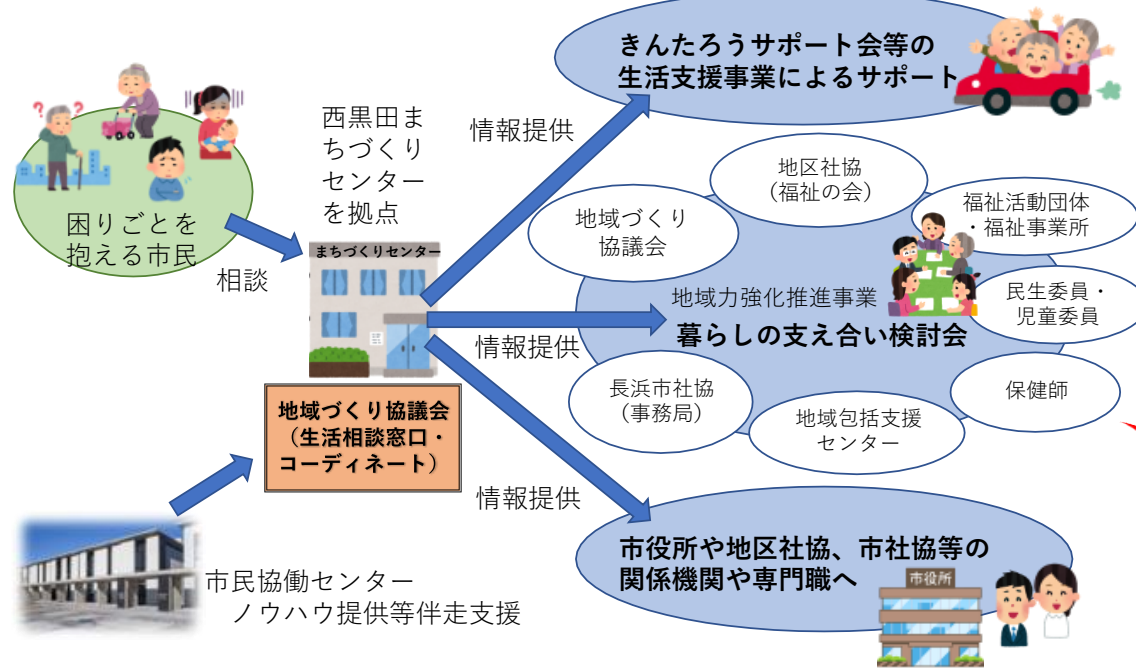 きんたろうサポート会等の
生活支援事業によるサポート
情報提供
西黒田ま
ちづくり
センター
を拠点
困りごとを
抱える市民
相談
まちづくりセンター
地区社協
（福祉の会）
地域づくり
協議会
福祉活動団体
・福祉事業所
地域力強化推進事業
暮らしの支え合い検討会
民生委員・
児童委員
情報提供
長浜市社協
（事務局）
地域包括支援
センター
保健師
地域づくり協議会
（生活相談窓口・
コーディネート）
情報提供
市民協働センター
ノウハウ提供等伴走支援
市役所や地区社協、市社協等の
関係機関や専門職へ
市役所
？？